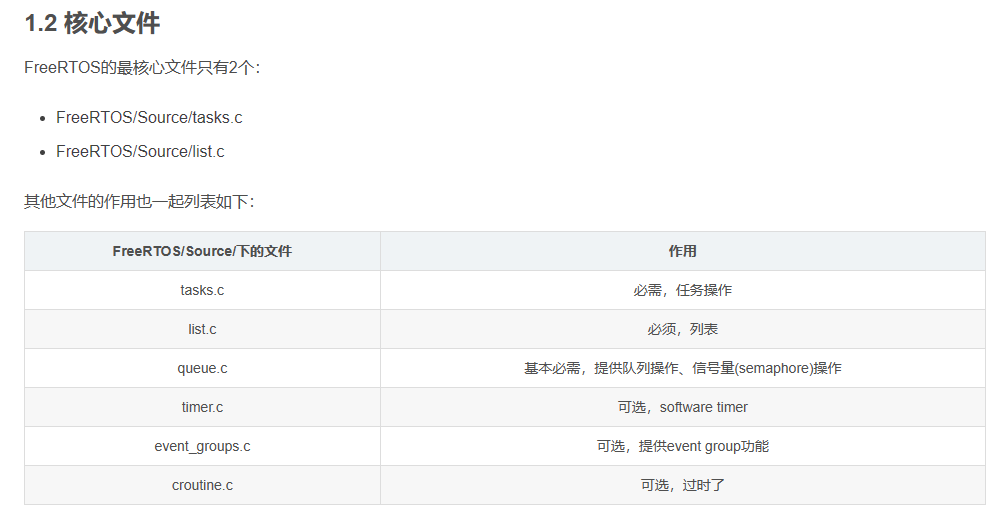 1.2 核心文件
FreeRTOS的最核心文件只有2个：
• FreeRTOS/Source/tasks.c
• FreeRTOS/Source/list.c
其他文件的作用也一起列表如下：
FreeRTOS/Source/下的文件 作用
tasks.c 必需，任务操作
list.c 必须，列表
queue.c 基本必需，提供队列操作、信号量(semaphore)操作
timer.c 可选，software timer
event_groups.c 可选，提供event group功能
croutine.c 可选，过时了